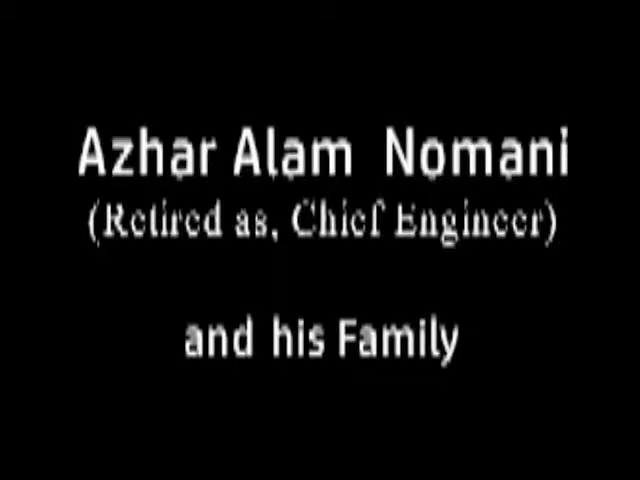 Azhar Alam Nomani
(Retired as, Chief Engineer)
and his Family